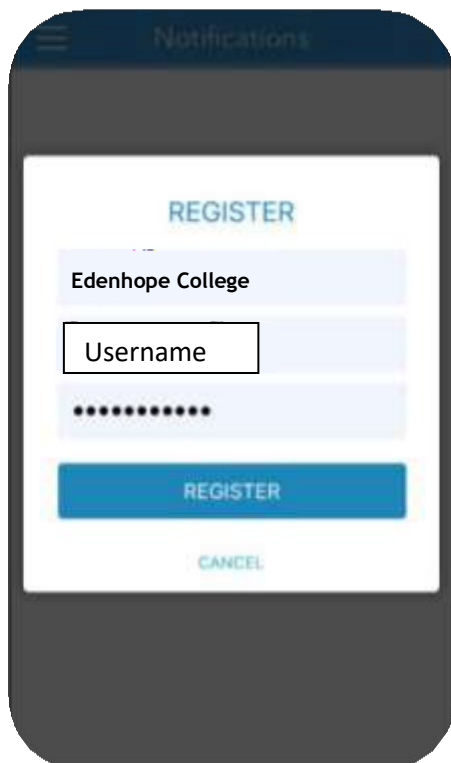 Notifications
REGISTER
Edenhope College
Username
•••••••••••
REGISTER
CANCEL